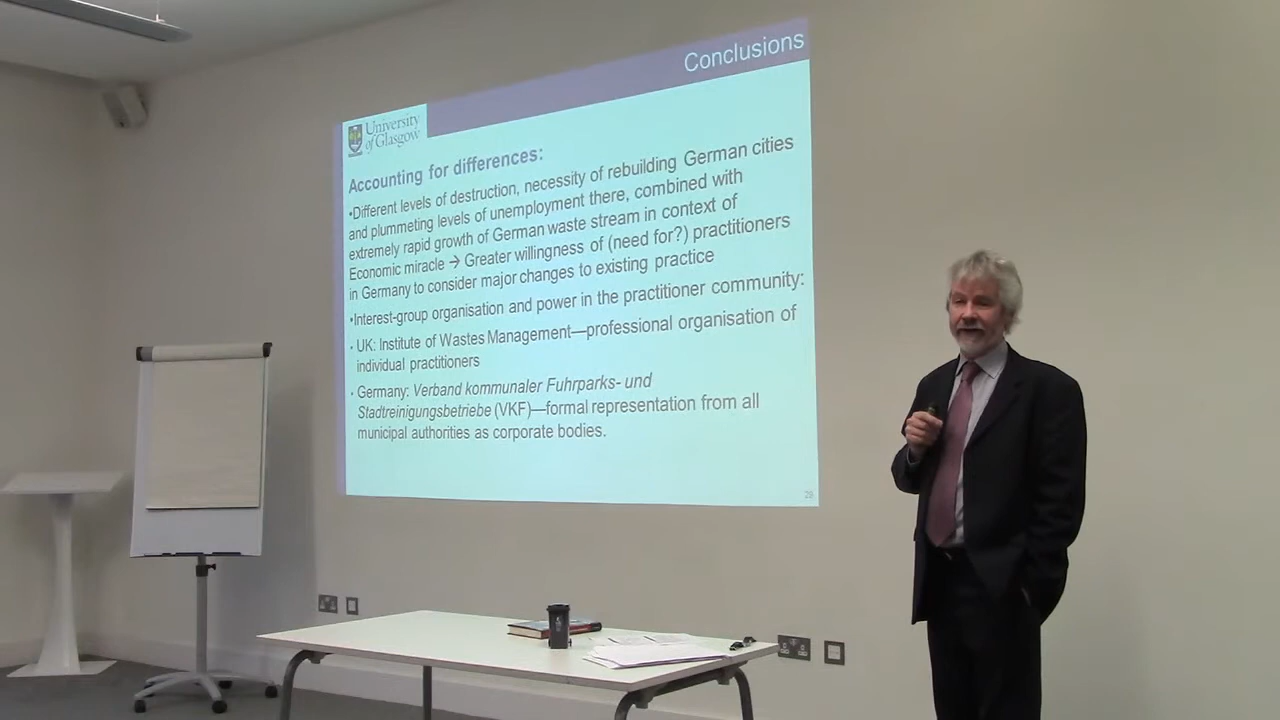 Conclusions
University
of Glasgow
Accounting for differences:
•Different levels of destruction, necessity of rebuilding German cities
and plummeting levels of unemployment there, combined with
extremely rapid growth of German waste stream in context of
Economic miracle → Greater willingness of (need for?) practitioners
in Germany to consider major changes to existing practice
•Interest-group organisation and power in the practitioner community:
• UK: Institute of Wastes Management—professional organisation of
individual practitioners
• Germany: Verband kommunaler Fuhrparks- und
Stadtreinigungsbetriebe (VKF)—formal representation from all
municipal authorities as corporate bodies.